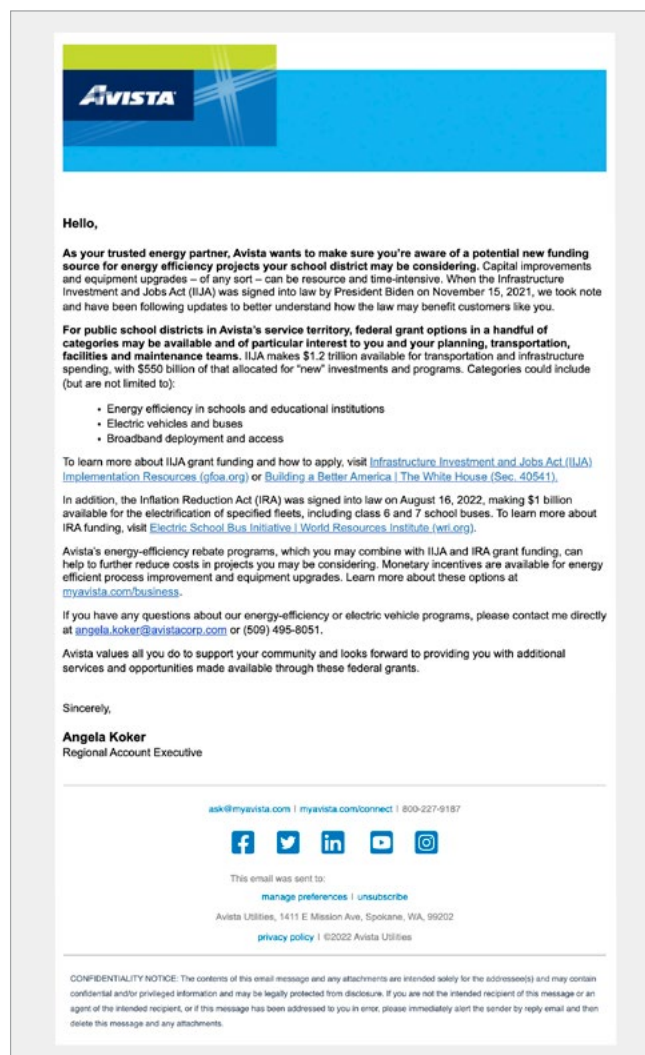 AVISTA
Hello,
As your trusted energy partner, Avista wants to make sure you're aware of a potential new funding
source for energy efficiency projects your school district may be considering. Capital improvements
and equipment upgrades – of any sort – can be resource and time-intensive. When the Infrastructure
Investment and Jobs Act (IIJA) was signed into law by President Biden on November 15, 2021, we took note
and have been following updates to better understand how the law may benefit customers like you.
For public school districts in Avista's service territory, federal grant options in a handful of
categories may be available and of particular interest to you and your planning, transportation,
facilities and maintenance teams. IIJA makes $1.2 trillion available for transportation and infrastructure
spending, with $550 billion of that allocated for "new" investments and programs. Categories could include
(but are not limited to):
• Energy efficiency in schools and educational institutions
• Electric vehicles and buses
• Broadband deployment and access
To learn more about IIJA grant funding and how to apply, visit Infrastructure Investment and Jobs Act (IIJA)
Implementation Resources (gfoa.org) or Building a Better America | The White House (Sec. 40541).
In addition, the Inflation Reduction Act (IRA) was signed into law on August 16, 2022, making $1 billion
available for the electrification of specified fleets, including class 6 and 7 school buses. To learn more about
IRA funding, visit Electric School Bus Initiative | World Resources Institute (wri.org).
Avista's energy-efficiency rebate programs, which you may combine with IIJA and IRA grant funding, can
help to further reduce costs in projects you may be considering. Monetary incentives are available for energy
efficient process improvement and equipment upgrades. Learn more about these options at
myavista.com/business.
If you have any questions about our energy-efficiency or electric vehicle programs, please contact me directly
at angela.koker@avistacorp.com or (509) 495-8051.
Avista values all you do to support your community and looks forward to providing you with additional
services and opportunities made available through these federal grants.
Sincerely,
Angela Koker
Regional Account Executive
ask@myavista.com | myavista.com/connect | 800-227-9187
This email was sent to:
manage preferences | unsubscribe
Avista Utilities, 1411 E Mission Ave, Spokane, WA, 99202
privacy policy | ©2022 Avista Utilities
CONFIDENTIALITY NOTICE: The contents of this email message and any attachments are intended solely for the addressee(s) and may contain
confidential and/or privileged information and may be legally protected from disclosure. If you are not the intended recipient of this message or an
agent of the intended recipient, or if this message has been addressed to you in error, please immediately alert the sender by reply email and then
delete this message and any attachments.